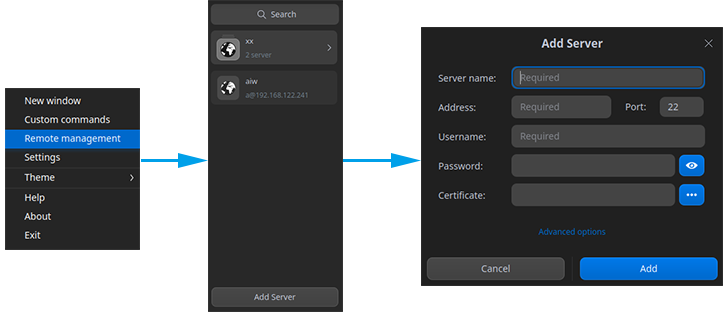 New window
Custom commands
Remote management
Settings
Theme
Help
About
Exit
Search
xx
2 server
aiw
a@192.168.122.241
Add Server
Add Server
Server name: Required
Address: Required Port: 22
Username: Required
Password:
Certificate:
Advanced options
Cancel Add